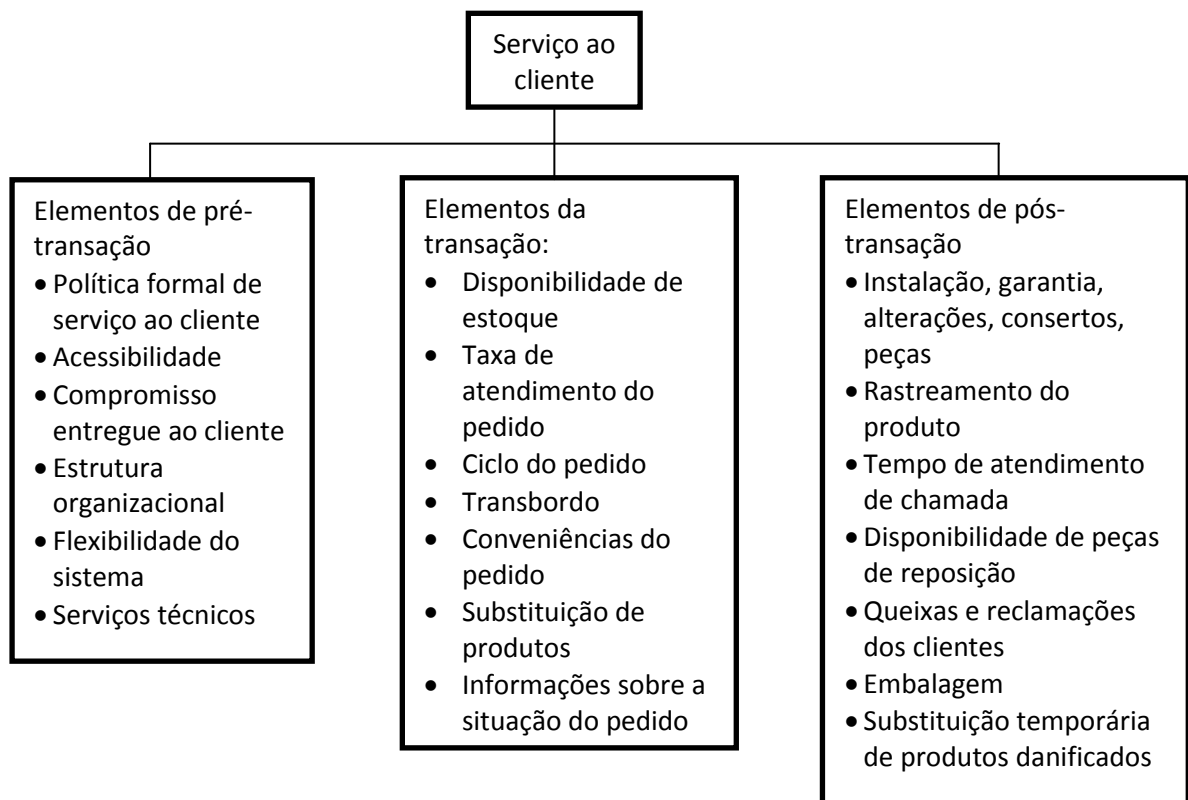 Serviço ao
cliente
Elementos de pré-
transação
• Política formal de
serviço ao cliente
• Acessibilidade
• Compromisso
entregue ao cliente
• Estrutura
organizacional
• Flexibilidade do
sistema
• Serviços técnicos
Elementos da
transação:
• Disponibilidade de
estoque
• Taxa de
atendimento do
pedido
• Ciclo do pedido
• Transbordo
• Conveniências do
pedido
• Substituição de
produtos
• Informações sobre a
situação do pedido
Elementos de pós-
transação
• Instalação, garantia,
alterações, consertos,
peças
• Rastreamento do
produto
• Tempo de atendimento
de chamada
• Disponibilidade de peças
de reposição
• Queixas e reclamações
dos clientes
• Embalagem
• Substituição temporária
de produtos danificados